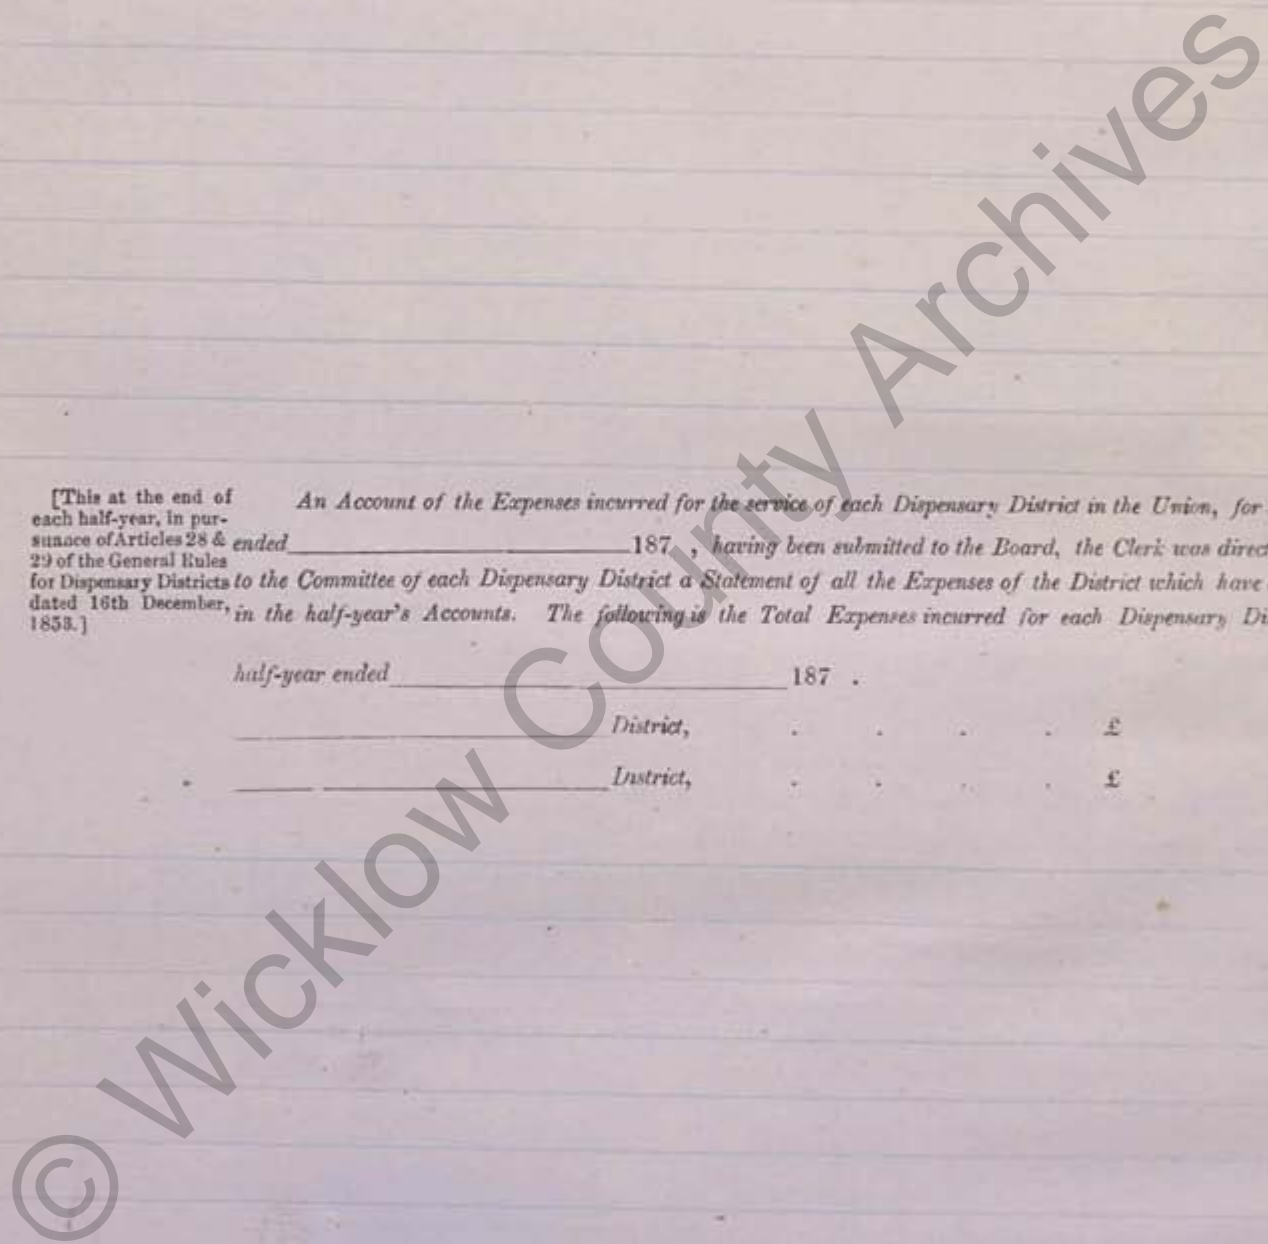 [This at the end of
each half-year, in pur-
suance of Articles 28 &
29 of the General Rules
for Dispensary Districts
dated 16th December,
1853.]
An Account of the Expenses incurred for the service of each Dispensary District in the Union, for
ended 187 , having been submitted to the Board, the Clerk was direct
to the Committee of each Dispensary District a Statement of all the Expenses of the District which have
in the half-year's Accounts. The following is the Total Expenses incurred for each Dispensary Di
half-year ended 187 .
District, . . . . £
District, . . . . £
© Wicklow County Archives